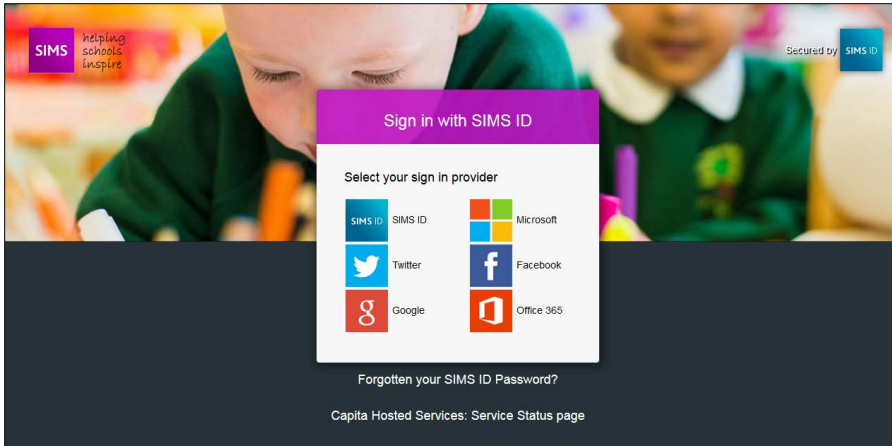 SIMS
helping
schools
inspire
Secured by SIMS ID
Sign in with SIMS ID
Select your sign in provider
SIMS ID SIMS ID
Microsoft
Twitter
f Facebook
g Google
Office 365
Forgotten your SIMS ID Password?
Capita Hosted Services: Service Status page